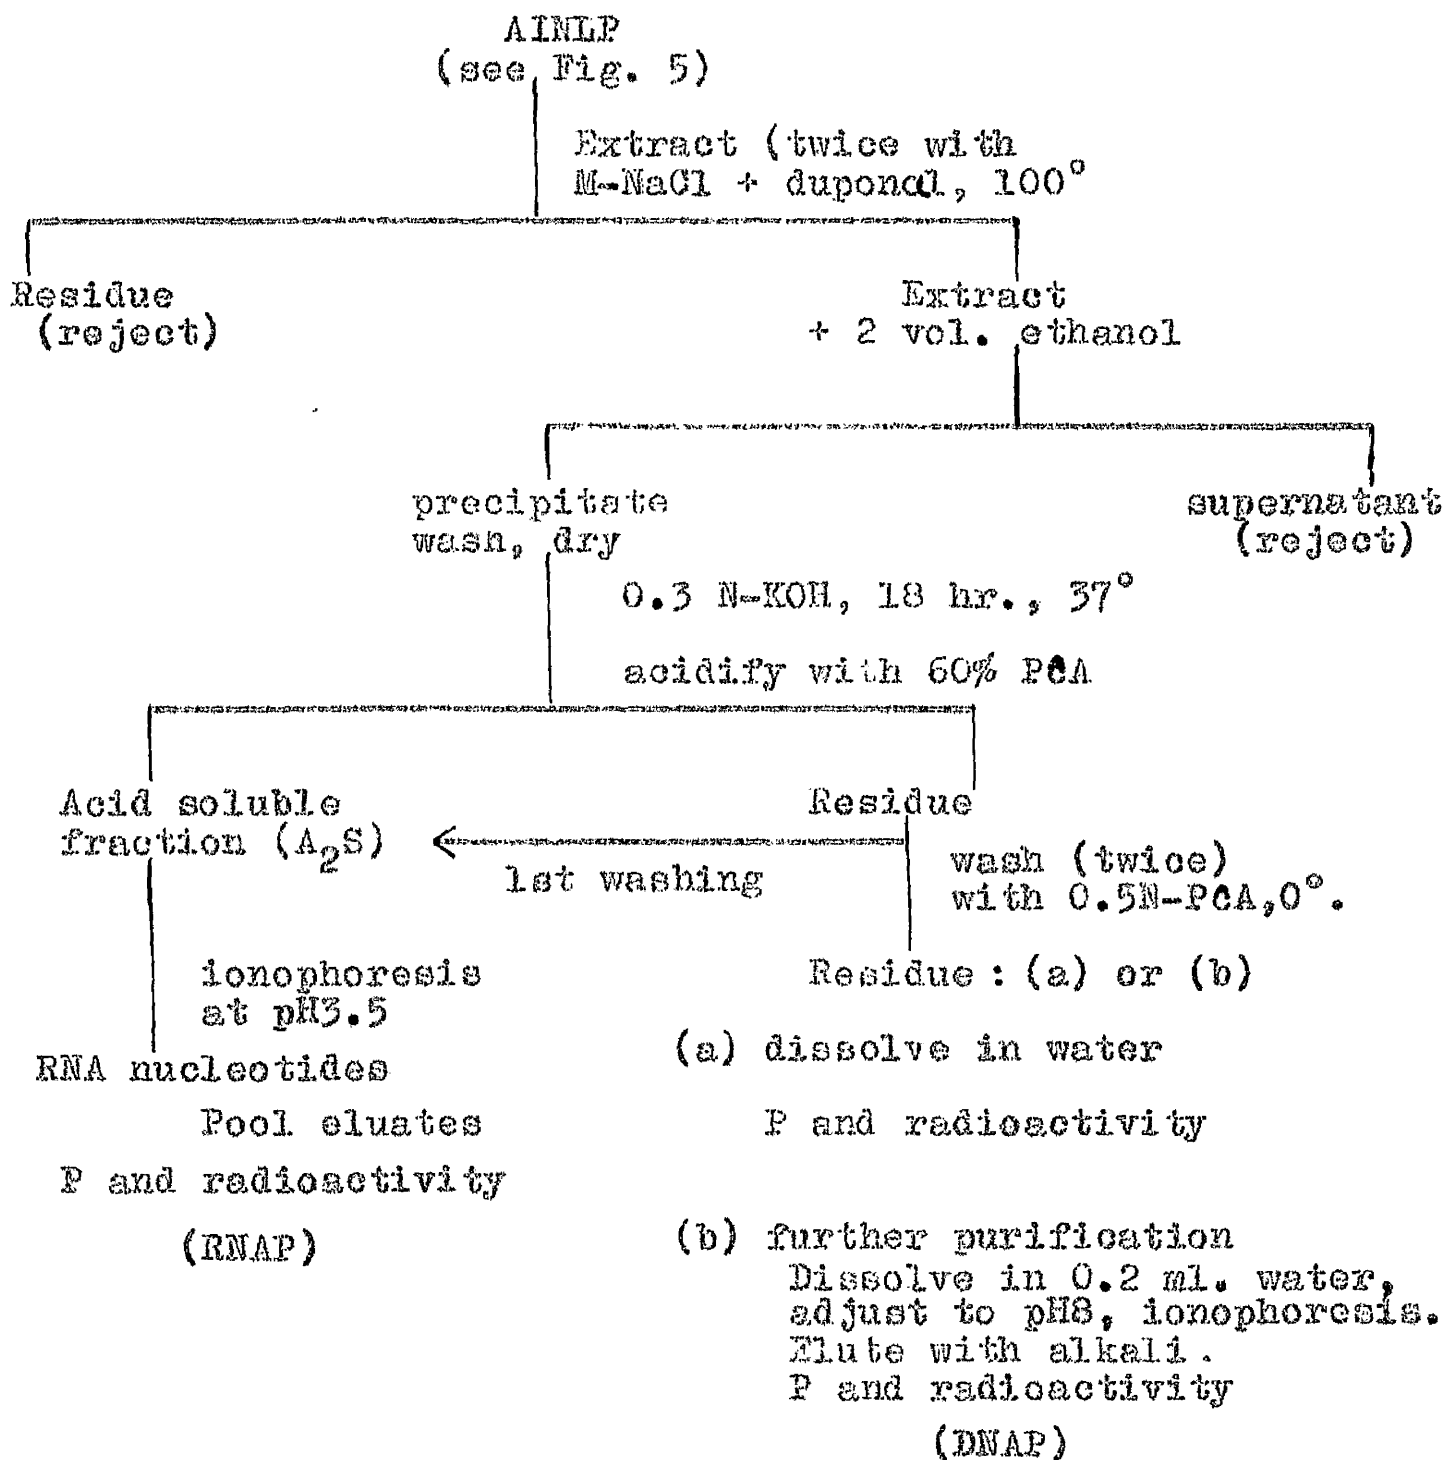 AINLP
(see Fig. 5)
Extract (twice with
M-NaCl + duponal, 100°
Residue
(reject)
Extract
+ 2 vol. ethanol
precipitate
wash, dry
supernatant
(reject)
0.3 N-KOH, 18 hr., 37°
acidify with 60% PCA
Acid soluble
fraction (A₂S)
Residue
1st washing
wash (twice)
with 0.5N-PCA,0°.
ionophoresis
at pH3.5
Residue : (a) or (b)
RNA nucleotides
(a) dissolve in water
Pool eluates
P and radioactivity
P and radioactivity
(RNAP)
(b) further purification
Dissolve in 0.2 ml. water,
adjust to pH8, ionophoresis.
Elute with alkali.
P and radioactivity
(DNAP)